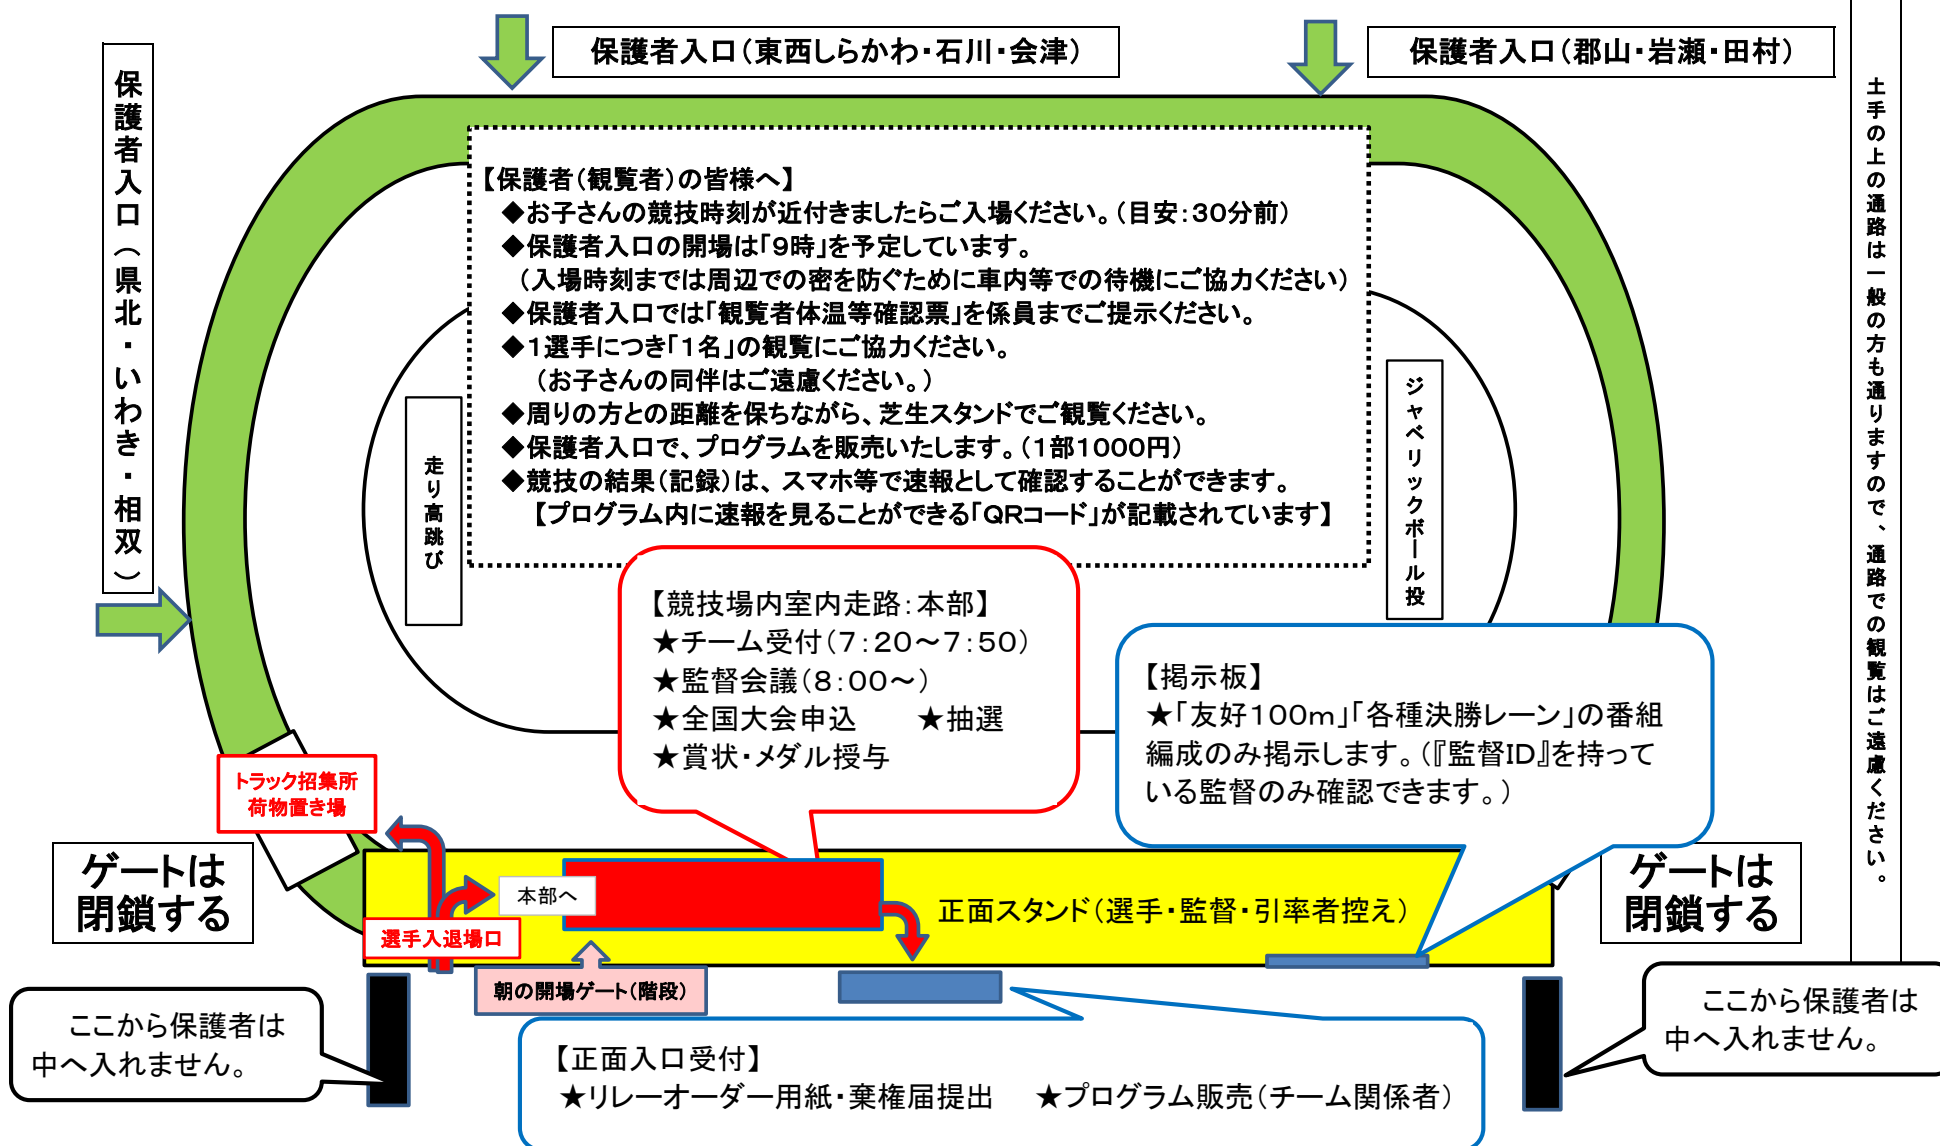 保護者入口（東西しらかわ・石川・会津）
保護者入口（郡山・岩瀬・田村）
保護者入口（県北・いわき・相双）
土手の上の通路は一般の方も通りますので、通路での観覧はご遠慮ください。
【保護者（観覧者）の皆様へ】
◆お子さんの競技時刻が近付きましたらご入場ください。（目安：30分前）
◆保護者入口の開場は「9時」を予定しています。
（入場時刻までは周辺での密を防ぐために車内等での待機にご協力ください）
◆保護者入口では「観覧者体温等確認票」を係員までご提示ください。
◆1選手につき「1名」の観覧にご協力ください。
（お子さんの同伴はご遠慮ください。）
◆周りの方との距離を保ちながら、芝生スタンドでご観覧ください。
◆保護者入口で、プログラムを販売いたします。（1部1000円）
◆競技の結果（記録）は、スマホ等で速報として確認することができます。
【プログラム内に速報を見ることができる「QRコード」が記載されています】
走り高跳び
ジャベリックボール投
【競技場内室内走路：本部】
★チーム受付（7：20～7：50）
★監督会議（8：00～）
★全国大会申込　　★抽選
★賞状・メダル授与
【掲示板】
★「友好100m」「各種決勝レーン」の番組
編成のみ掲示します。（『監督ID』を持って
いる監督のみ確認できます。）
トラック招集所
荷物置き場
ゲートは
閉鎖する
本部へ
選手入退場口
正面スタンド（選手・監督・引率者控え）
ゲートは
閉鎖する
朝の開場ゲート（階段）
ここから保護者は
中へ入れません。
【正面入口受付】
★リレーオーダー用紙・棄権届提出　★プログラム販売（チーム関係者）
ここから保護者は
中へ入れません。